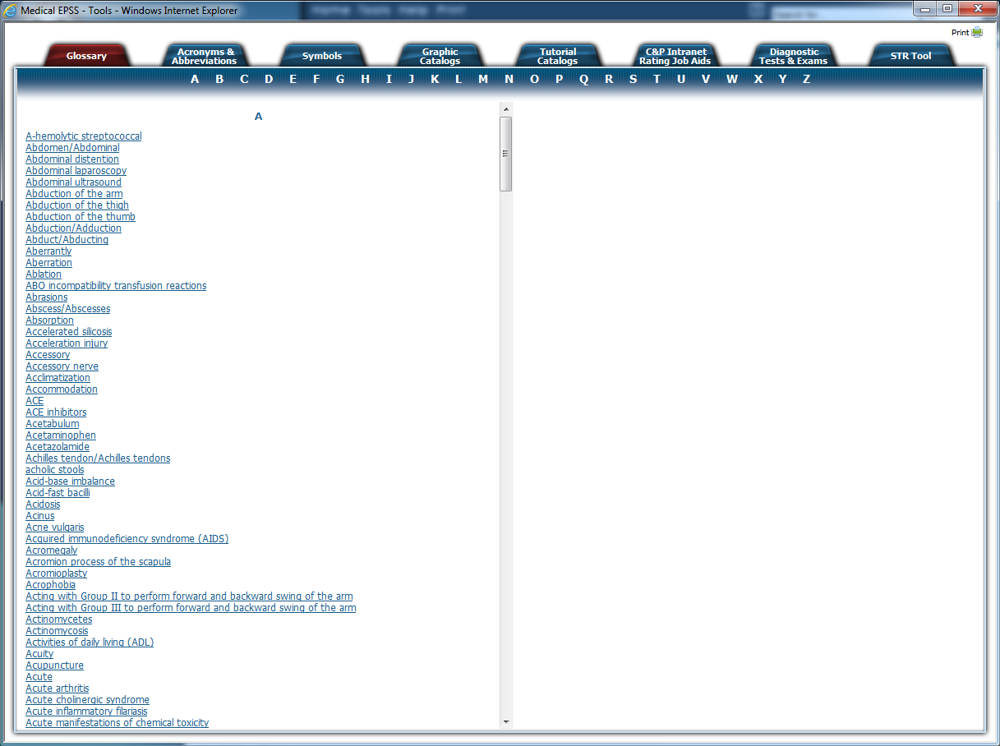 Medical EPSS - Tools - Windows Internet Explorer
Print
Glossary
Acronyms &
Abbreviations
Symbols
Graphic
Catalogs
Tutorial
Catalogs
C&P Intranet
Rating Job Aids
Diagnostic
Tests & Exams
STR Tool
A B C D E F G H I J K L M N O P Q R S T U V W X Y Z
A
A-hemolytic streptococcal
Abdomen/Abdominal
Abdominal distention
Abdominal laparoscopy
Abdominal ultrasound
Abduction of the arm
Abduction of the thigh
Abduction of the thumb
Abduction/Adduction
Abduct/Abducting
Aberrantly
Aberration
Ablation
ABO incompatibility transfusion reactions
Abrasions
Abscess/Abscesses
Absorption
Accelerated silicosis
Acceleration injury
Accessory
Accessory nerve
Acclimatization
Accommodation
ACE
ACE inhibitors
Acetabulum
Acetaminophen
Acetazolamide
Achilles tendon/Achilles tendons
acholic stools
Acid-base imbalance
Acid-fast bacilli
Acidosis
Acinus
Acne vulgaris
Acquired immunodeficiency syndrome (AIDS)
Acromegaly
Acromion process of the scapula
Acromioplasty
Acrophobia
Acting with Group II to perform forward and backward swing of the arm
Acting with Group III to perform forward and backward swing of the arm
Actinomycetes
Actinomycosis
Activities of daily living (ADL)
Acuity
Acupuncture
Acute
Acute arthritis
Acute cholinergic syndrome
Acute inflammatory filariasis
Acute manifestations of chemical toxicity